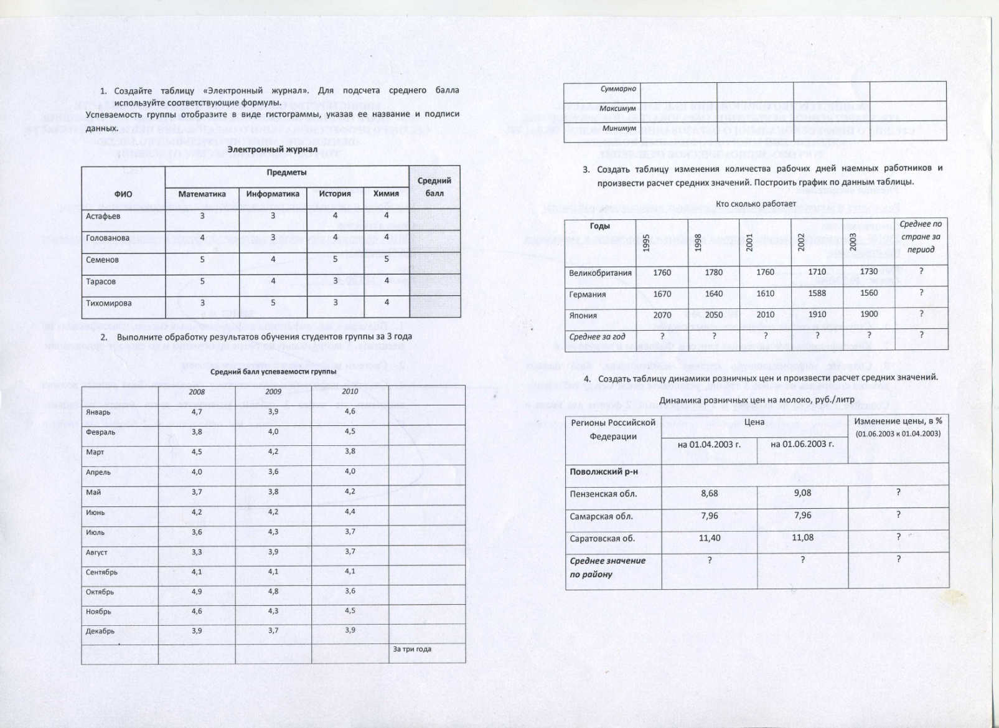 1. Создайте таблицу «Электронный журнал». Для подсчета среднего балла
используйте соответствующие формулы.
Успеваемость группы отобразите в виде гистограммы, указав ее название и подписи
данных.
Электронный журнал
ФИО Предметы Средний балл
Математика Информатика История Химия
Астафьев 3 3 4 4
Голованова 4 3 4 4
Семенов 5 4 5 5
Тарасов 5 4 3 4
Тихомирова 3 5 3 4
2. Выполните обработку результатов обучения студентов группы за 3 года
Средний балл успеваемости группы
2008 2009 2010
Январь 4,7 3,9 4,6
Февраль 3,8 4,0 4,5
Март 4,5 4,2 3,8
Апрель 4,0 3,6 4,0
Май 3,7 3,8 4,2
Июнь 4,2 4,2 4,4
Июль 3,6 4,3 3,7
Август 3,3 3,9 3,7
Сентябрь 4,1 4,1 4,1
Октябрь 4,9 4,8 3,6
Ноябрь 4,6 4,3 4,5
Декабрь 3,9 3,7 3,9
За три года
Суммарно
Максимум
Минимум
3. Создать таблицу изменения количества рабочих дней наемных работников и
произвести расчет средних значений. Построить график по данным таблицы.
Кто сколько работает
Годы 1995 1998 2001 2002 2003 Среднее по
стране за
период
Великобритания 1760 1780 1760 1710 1730 ?
Германия 1670 1640 1610 1588 1560 ?
Япония 2070 2050 2010 1910 1900 ?
Среднее за год ? ? ? ? ? ?
4. Создать таблицу динамики розничных цен и произвести расчет средних значений.
Динамика розничных цен на молоко, руб./литр
Регионы Российской Цена Изменение цены, в %
Федерации (01.06.2003 к 01.04.2003)
на 01.04.2003 г. на 01.06.2003 г.
Поволжский р-н
Пензенская обл. 8,68 9,08 ?
Самарская обл. 7,96 7,96 ?
Саратовская об. 11,40 11,08 ?
Среднее значение ? ? ?
по району